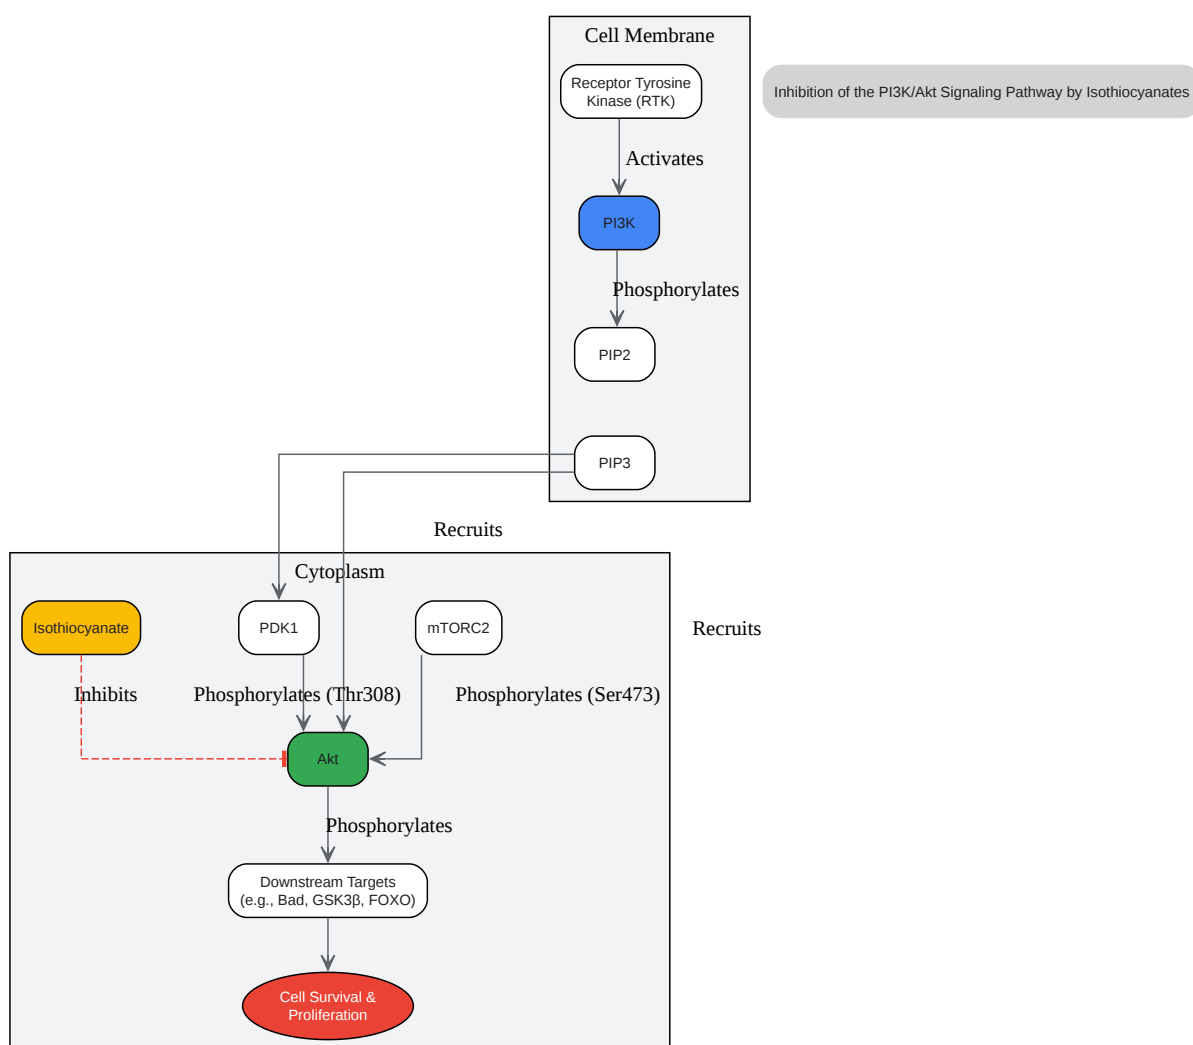 Cell Membrane
Receptor Tyrosine
Kinase (RTK)
Inhibition of the PI3K/Akt Signaling Pathway by Isothiocyanates
Activates
PI3K
Phosphorylates
PIP2
PIP3
Recruits
Cytoplasm
Isothiocyanate
PDK1
mTORC2
Recruits
Inhibits
Phosphorylates (Thr308)
Phosphorylates (Ser473)
Akt
Phosphorylates
Downstream Targets
(e.g., Bad, GSK3β, FOXO)
Cell Survival &
Proliferation